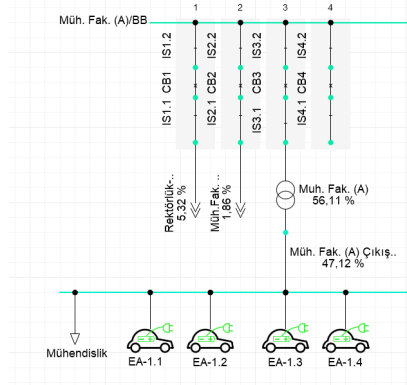 1 2 3 4
Müh. Fak. (A)/BB
IS1.2 IS2.2 IS3.2 IS4.2
CB1 CB2 CB3 CB4
IS1.1 IS2.1 IS3.1 IS4.1
Rektörlük-..
5,32 %
Müh.Fak. ..
1,86 %
Muh. Fak. (A)
56,11 %
Müh. Fak. (A) Çıkış..
47,12 %
Mühendislik
EA-1.1 EA-1.2 EA-1.3 EA-1.4